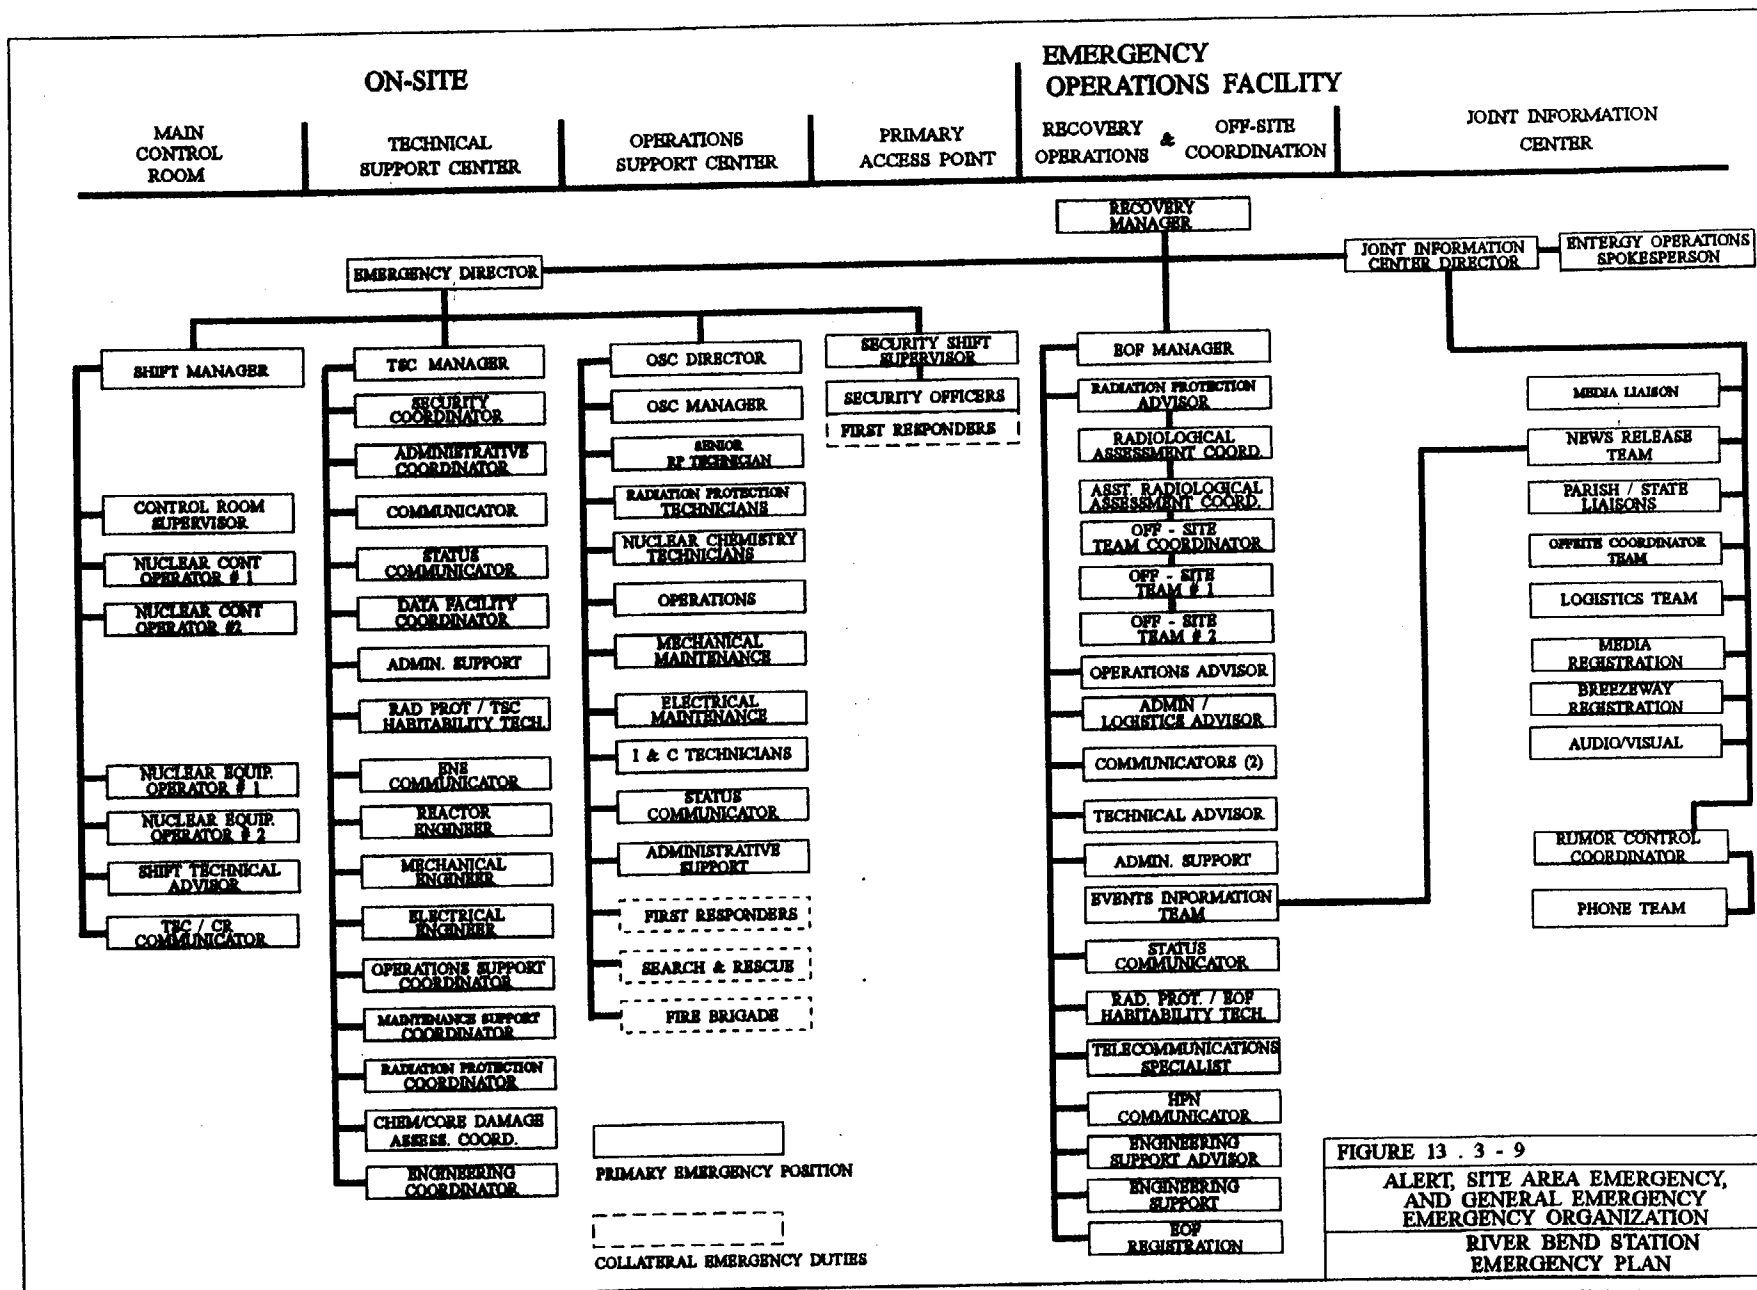 ON-SITE
EMERGENCY
OPERATIONS FACILITY
MAIN
CONTROL
ROOM
TECHNICAL
SUPPORT CENTER
OPERATIONS
SUPPORT CENTER
PRIMARY
ACCESS POINT
RECOVERY
OPERATIONS
&
OFF-SITE
COORDINATION
JOINT INFORMATION
CENTER
RECOVERY
MANAGER
EMERGENCY DIRECTOR
JOINT INFORMATION
CENTER DIRECTOR
ENTERGY OPERATIONS
SPOKESPERSON
SHIFT MANAGER
CONTROL ROOM
SUPERVISOR
NUCLEAR CONT
OPERATOR # 1
NUCLEAR CONT
OPERATOR #2
NUCLEAR EQUIP.
OPERATOR # 1
NUCLEAR EQUIP.
OPERATOR # 2
SHIFT TECHNICAL
ADVISOR
TSC / CR
COMMUNICATOR
TSC MANAGER
SECURITY
COORDINATOR
ADMINISTRATIVE
COORDINATOR
COMMUNICATOR
STATUS
COMMUNICATOR
DATA FACILITY
COORDINATOR
ADMIN. SUPPORT
RAD PROT / TSC
HABITABILITY TECH.
ENS
COMMUNICATOR
REACTOR
ENGINEER
MECHANICAL
ENGINEER
ELECTRICAL
ENGINEER
OPERATIONS SUPPORT
COORDINATOR
MAINTENANCE SUPPORT
COORDINATOR
RADIATION PROTECTION
COORDINATOR
CHEM/CORE DAMAGE
ASSESS. COORD.
ENGINEERING
COORDINATOR
OSC DIRECTOR
OSC MANAGER
SENIOR
RP TECHNICIAN
RADIATION PROTECTION
TECHNICIANS
NUCLEAR CHEMISTRY
TECHNICIANS
OPERATIONS
MECHANICAL
MAINTENANCE
ELECTRICAL
MAINTENANCE
I & C TECHNICIANS
STATUS
COMMUNICATOR
ADMINISTRATIVE
SUPPORT
FIRST RESPONDERS
SEARCH & RESCUE
FIRE BRIGADE
PRIMARY EMERGENCY POSITION
COLLATERAL EMERGENCY DUTIES
SECURITY SHIFT
SUPERVISOR
SECURITY OFFICERS
FIRST RESPONDERS
EOF MANAGER
RADIATION PROTECTION
ADVISOR
RADIOLOGICAL
ASSESSMENT COORD.
ASST. RADIOLOGICAL
ASSESSMENT COORD.
OFF - SITE
TEAM COORDINATOR
OFF - SITE
TEAM # 1
OFF - SITE
TEAM # 2
OPERATIONS ADVISOR
ADMIN /
LOGISTICS ADVISOR
COMMUNICATORS (2)
TECHNICAL ADVISOR
ADMIN. SUPPORT
EVENTS INFORMATION
TEAM
STATUS
COMMUNICATOR
RAD. PROT. / EOF
HABITABILITY TECH.
TELECOMMUNICATIONS
SPECIALIST
HPN
COMMUNICATOR
ENGINEERING
SUPPORT ADVISOR
ENGINEERING
SUPPORT
EOF
REGISTRATION
MEDIA LIAISON
NEWS RELEASE
TEAM
PARISH / STATE
LIAISONS
OFFSITE COORDINATOR
TEAM
LOGISTICS TEAM
MEDIA
REGISTRATION
BREEZEWAY
REGISTRATION
AUDIO/VISUAL
RUMOR CONTROL
COORDINATOR
PHONE TEAM
FIGURE 13 . 3 - 9
ALERT, SITE AREA EMERGENCY,
AND GENERAL EMERGENCY
EMERGENCY ORGANIZATION
RIVER BEND STATION
EMERGENCY PLAN